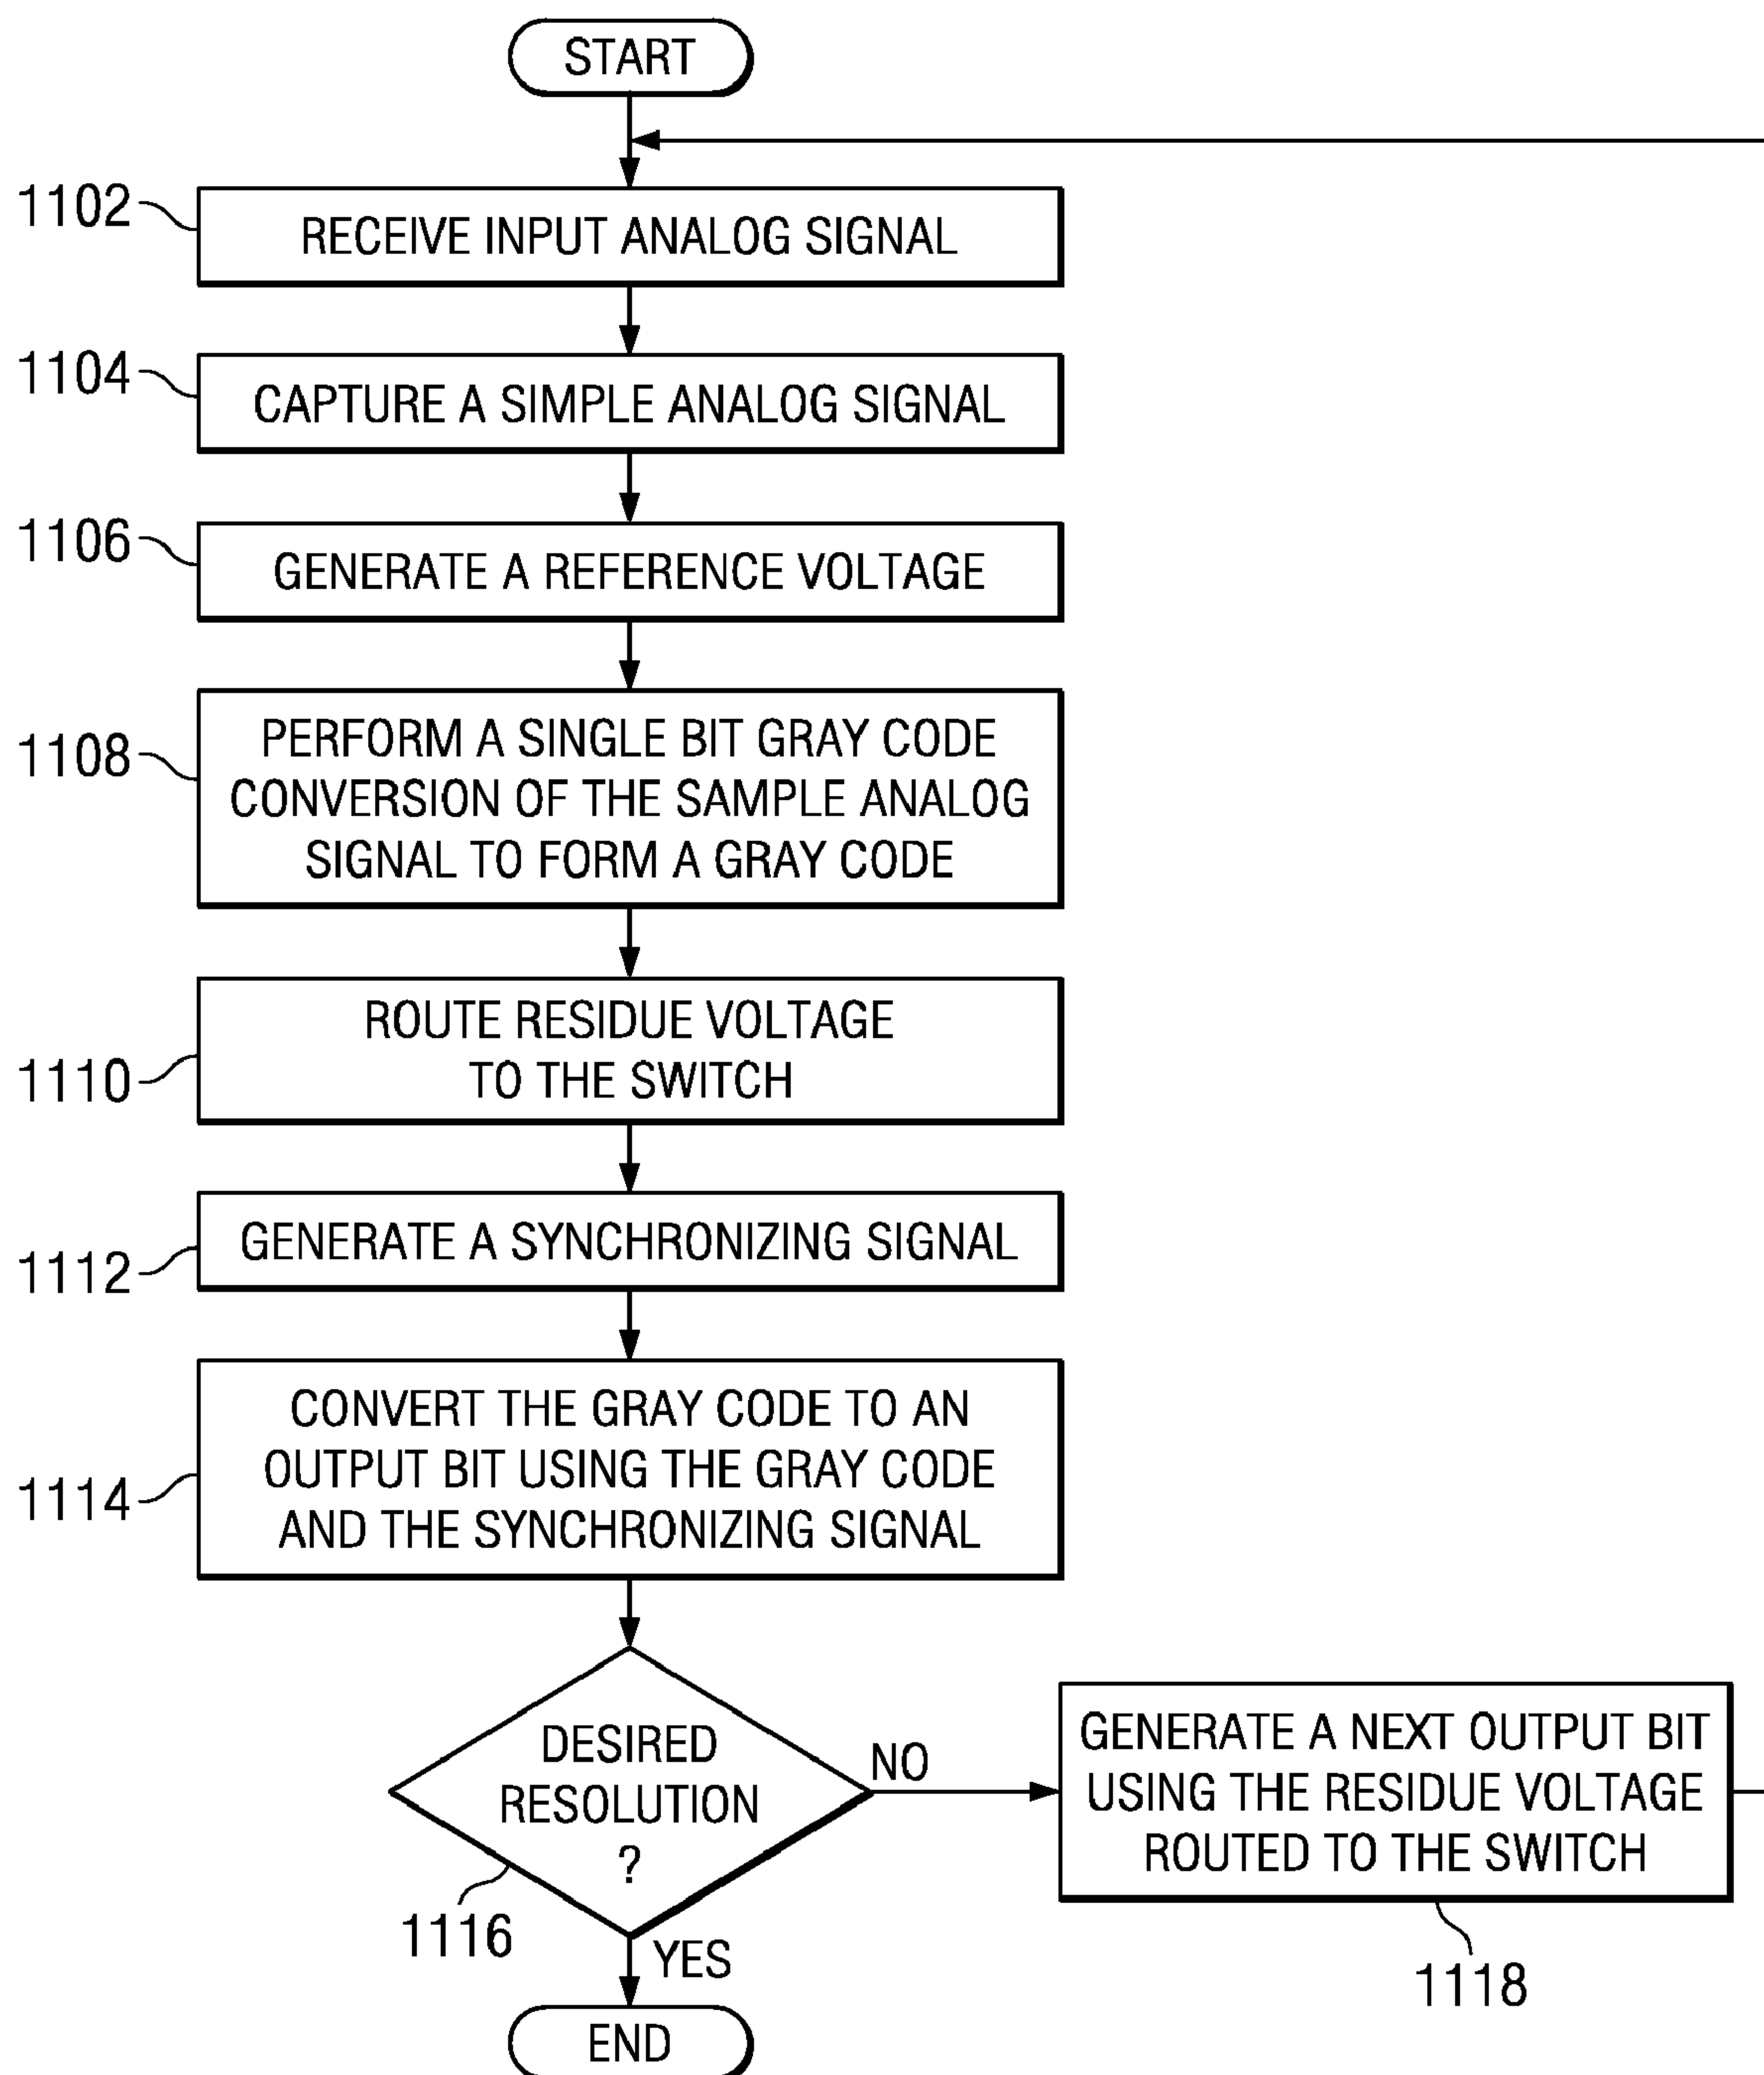 START
1102
RECEIVE INPUT ANALOG SIGNAL
1104
CAPTURE A SIMPLE ANALOG SIGNAL
1106
GENERATE A REFERENCE VOLTAGE
1108
PERFORM A SINGLE BIT GRAY CODE
CONVERSION OF THE SAMPLE ANALOG
SIGNAL TO FORM A GRAY CODE
1110
ROUTE RESIDUE VOLTAGE
TO THE SWITCH
1112
GENERATE A SYNCHRONIZING SIGNAL
1114
CONVERT THE GRAY CODE TO AN
OUTPUT BIT USING THE GRAY CODE
AND THE SYNCHRONIZING SIGNAL
DESIRED
RESOLUTION
?
1116
NO
GENERATE A NEXT OUTPUT BIT
USING THE RESIDUE VOLTAGE
ROUTED TO THE SWITCH
1118
YES
END